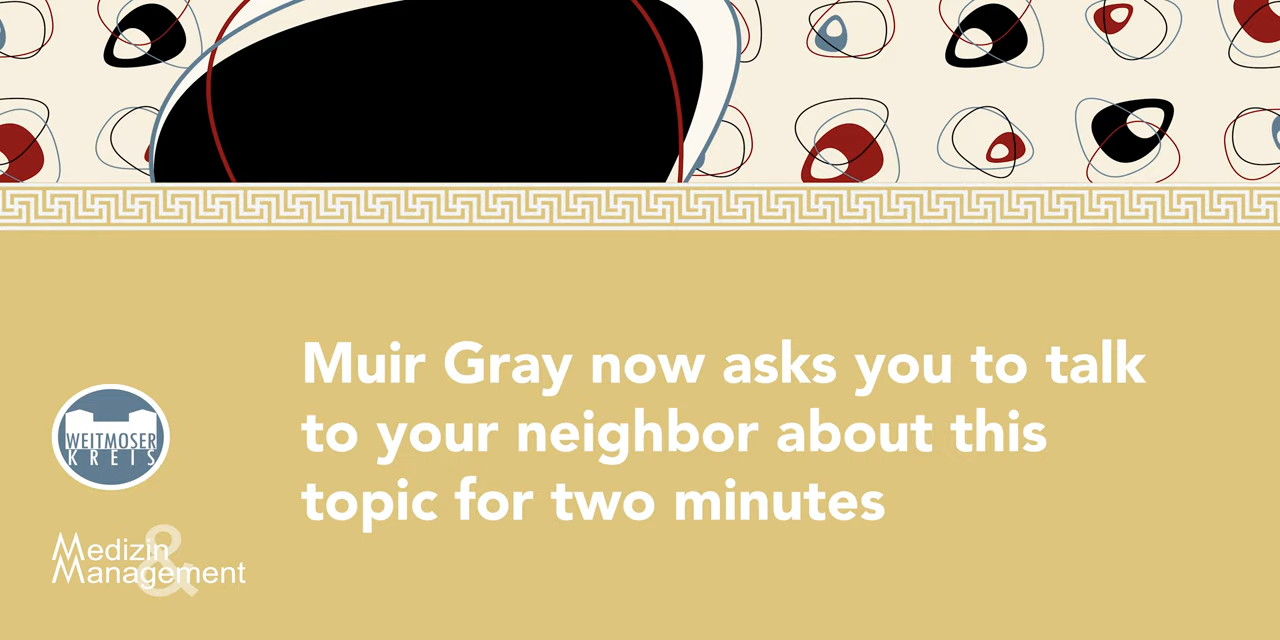 Muir Gray now asks you to talk
to your neighbor about this
topic for two minutes
WEITMOSER
KREIS
Medizin
&
Management